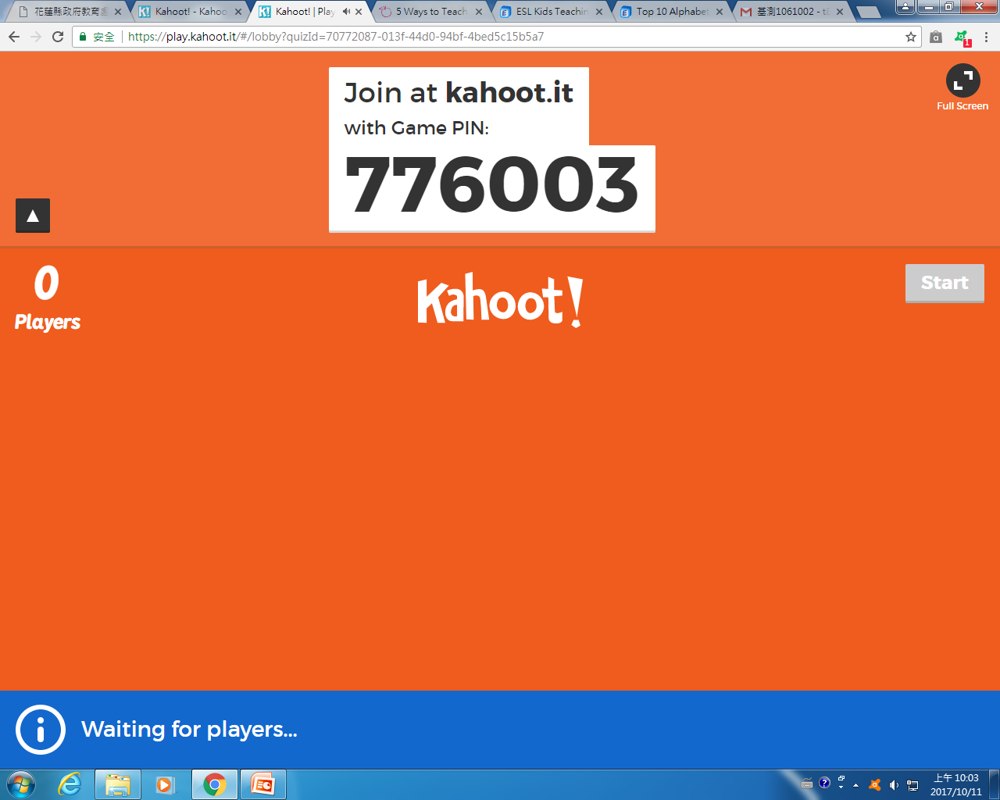 花蓮縣政府教育處
Kahoot! - Kahoo
Kahoot! | Play
5 Ways to Teach
ESL Kids Teachin
Top 10 Alphabet
基測1061002 - t8
安全
https://play.kahoot.it/#/lobby?quizId=70772087-013f-44d0-94bf-4bed5c15b5a7
1
Join at kahoot.it
with Game PIN:
776003
Full Screen
0
Players
Kahoot!
Start
Waiting for players...
上午 10:03
2017/10/11